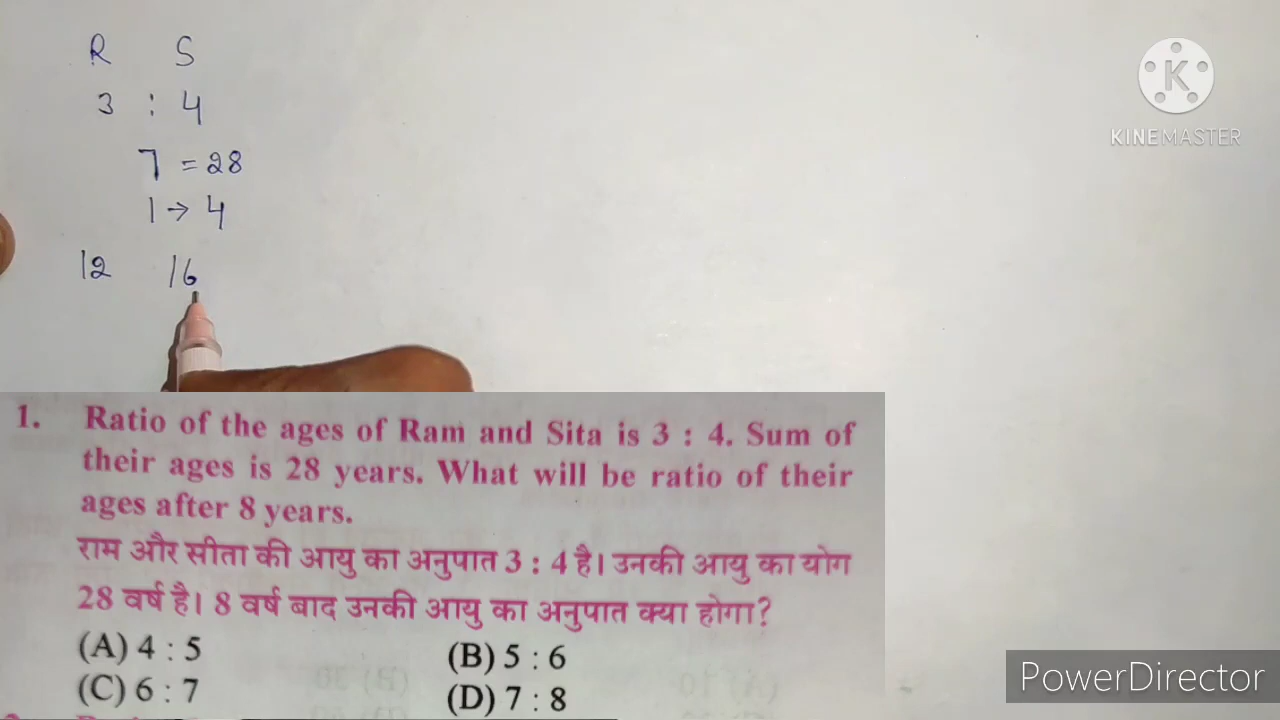 R S
3 : 4
7 = 28
1 → 4
12 16
K
KINEMASTER
1. Ratio of the ages of Ram and Sita is 3 : 4. Sum of
their ages is 28 years. What will be ratio of their
ages after 8 years.
राम और सीता की आयु का अनुपात 3 : 4 है। उनकी आयु का योग
28 वर्ष है। 8 वर्ष बाद उनकी आयु का अनुपात क्या होगा?
(A) 4 : 5 (B) 5 : 6
(C) 6 : 7 (D) 7 : 8
PowerDirector